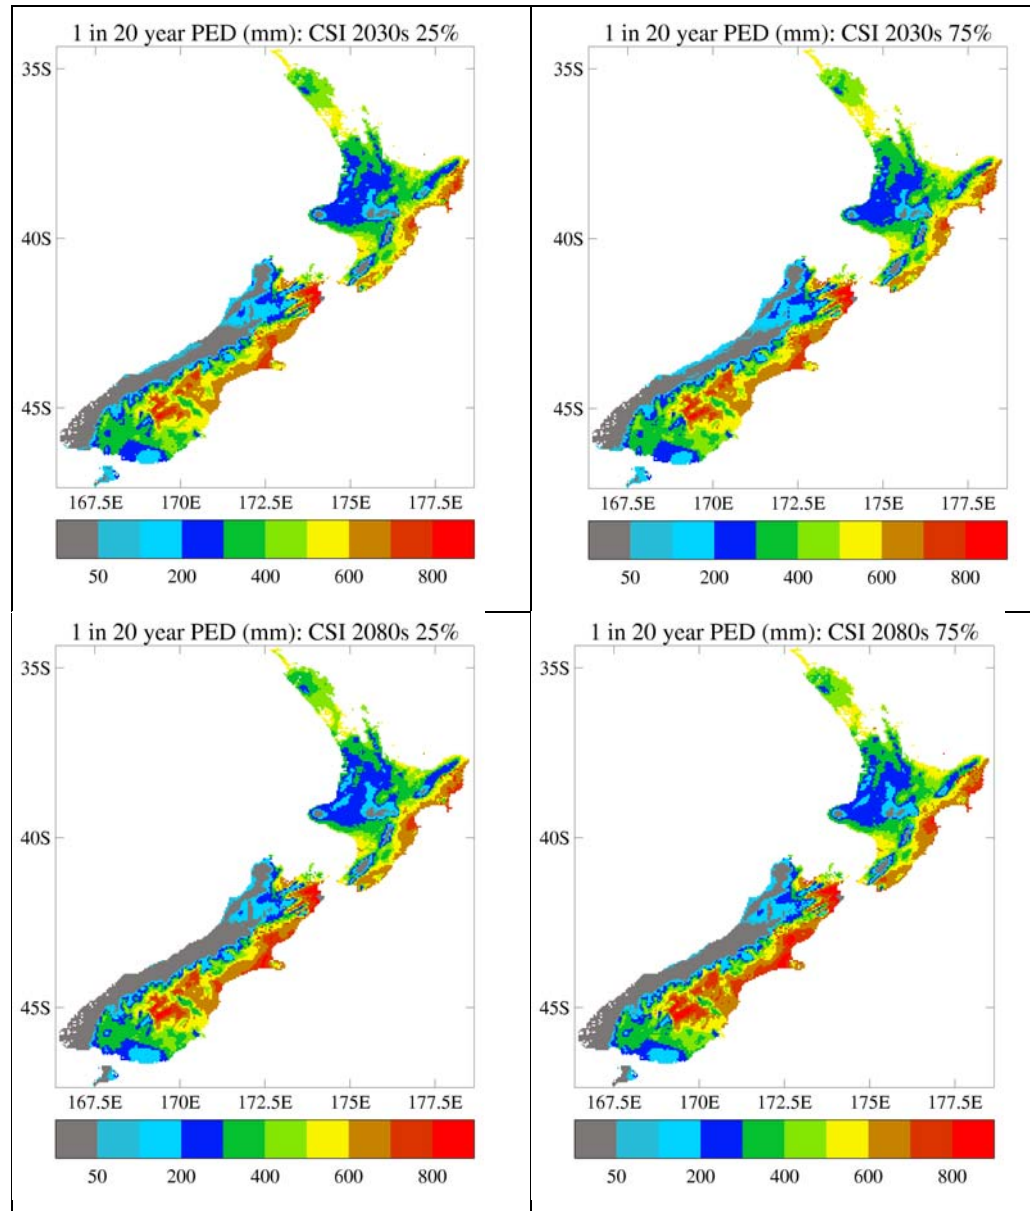 1 in 20 year PED (mm): CSI 2030s 25%
35S
40S
45S
167.5E 170E 172.5E 175E 177.5E
50 200 400 600 800
1 in 20 year PED (mm): CSI 2030s 75%
35S
40S
45S
167.5E 170E 172.5E 175E 177.5E
50 200 400 600 800
1 in 20 year PED (mm): CSI 2080s 25%
35S
40S
45S
167.5E 170E 172.5E 175E 177.5E
50 200 400 600 800
1 in 20 year PED (mm): CSI 2080s 75%
35S
40S
45S
167.5E 170E 172.5E 175E 177.5E
50 200 400 600 800